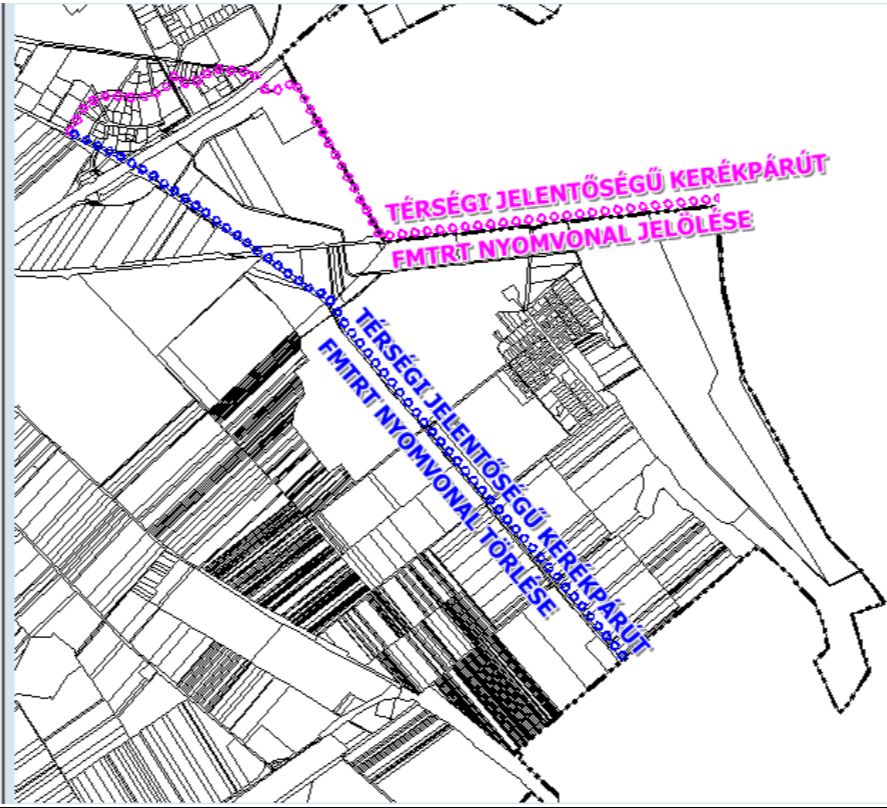 TÉRSÉGI JELENTŐSÉGŰ KERÉKPÁRÚT
FMTRT NYOMVONAL JELÖLÉSE
TÉRSÉGI JELENTŐSÉGŰ KERÉKPÁRÚT
FMTRT NYOMVONAL TÖRLÉSE